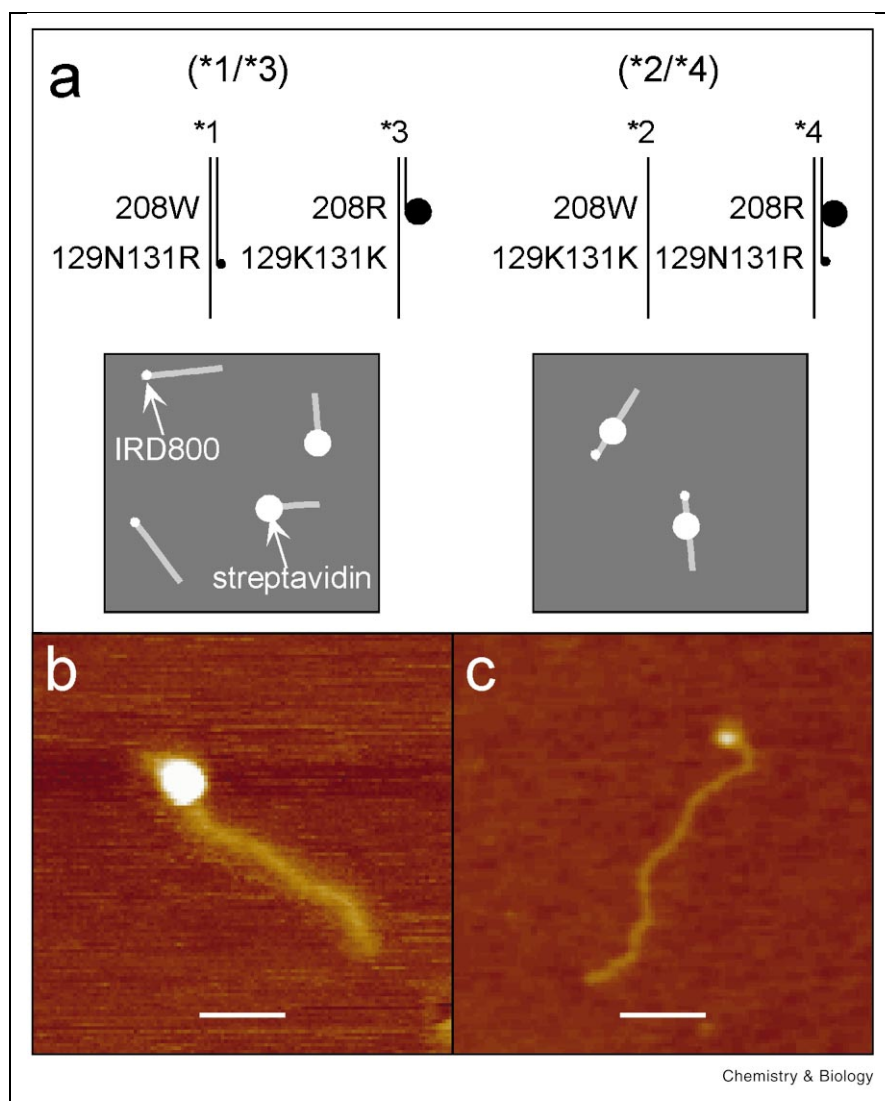 a
(*1/*3)
(*2/*4)
*1
*3
*2
*4
208W
208R
208W
208R
129N131R
129K131K
129K131K
129N131R
IRD800
streptavidin
b
c
Chemistry & Biology